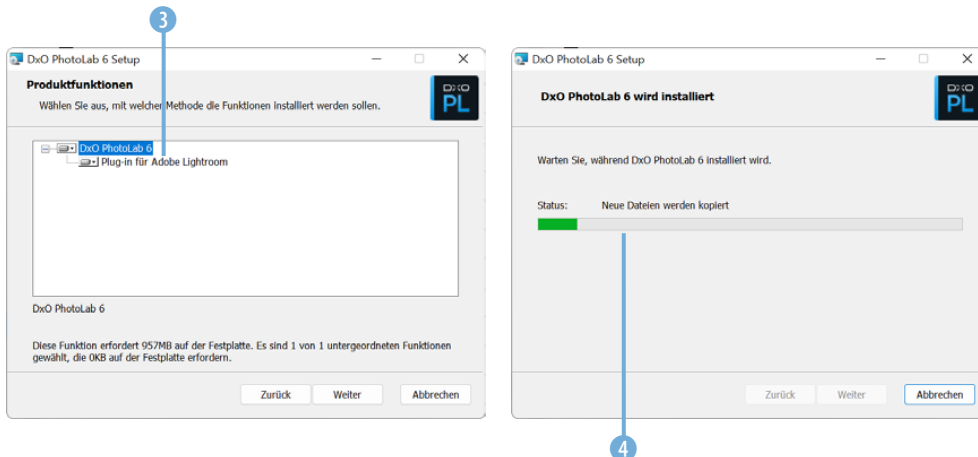 3
DxO PhotoLab 6 Setup
Produktfunktionen
Wählen Sie aus, mit welcher Methode die Funktionen installiert werden sollen.
DXO
PL
DxO PhotoLab 6
Plug-in für Adobe Lightroom
DxO PhotoLab 6
Diese Funktion erfordert 957MB auf der Festplatte. Es sind 1 von 1 untergeordneten Funktionen
gewählt, die 0KB auf der Festplatte erfordern.
Zurück Weiter Abbrechen
DxO PhotoLab 6 Setup
DxO PhotoLab 6 wird installiert
DXO
PL
Warten Sie, während DxO PhotoLab 6 installiert wird.
Status: Neue Dateien werden kopiert
Zurück Weiter Abbrechen
4